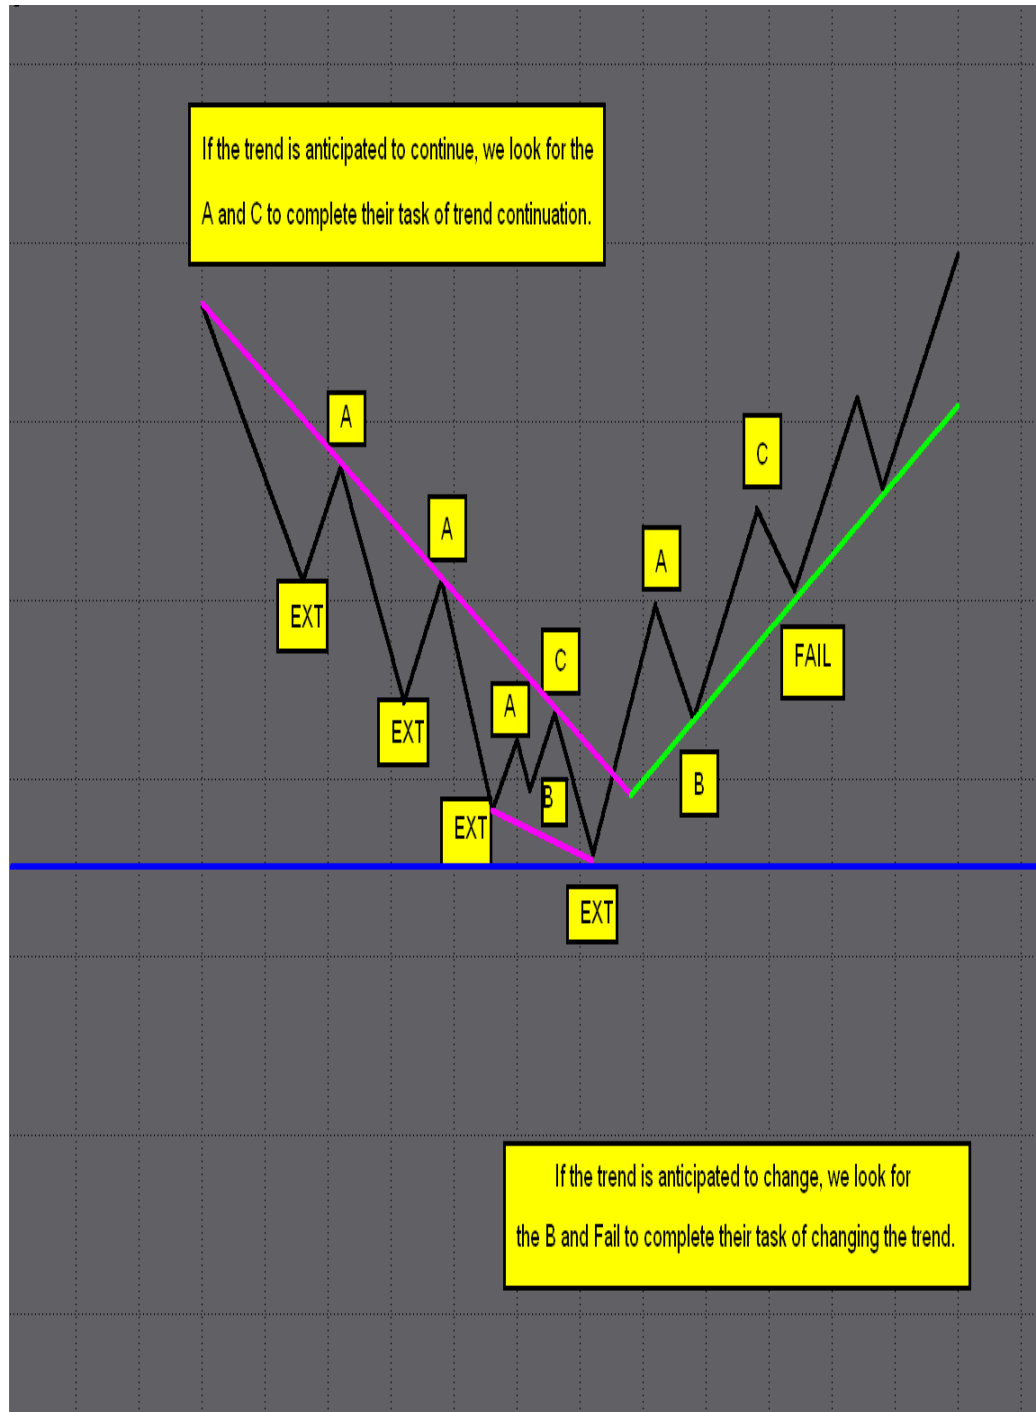 If the trend is anticipated to continue, we look for the
A and C to complete their task of trend continuation.
A
C
A
A
C
EXT
FAIL
A
EXT
B
B
EXT
EXT
If the trend is anticipated to change, we look for
the B and Fail to complete their task of changing the trend.